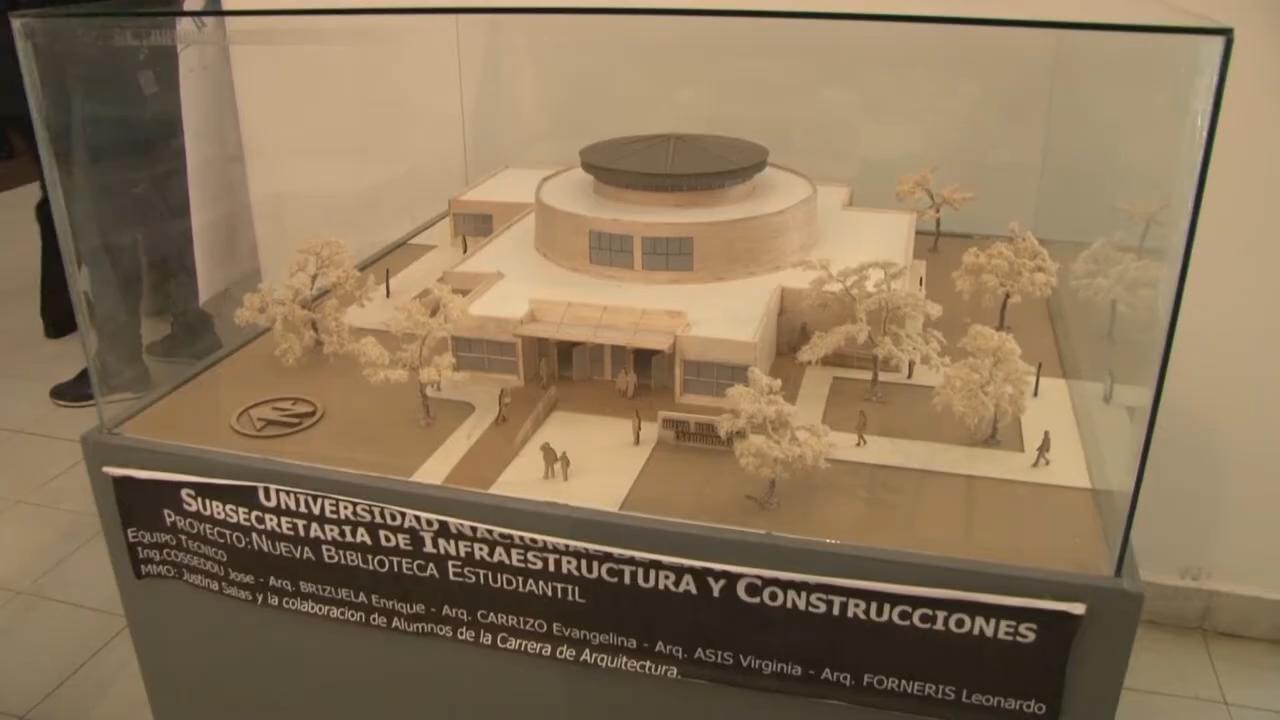 UNIVERSIDAD NACIONAL DE
SUBSECRETARIA DE INFRAESTRUCTURA Y CONSTRUCCIONES
PROYECTO: NUEVA BIBLIOTECA ESTUDIANTIL
EQUIPO TECNICO
Ing.COSSEDDU Jose - Arq. BRIZUELA Enrique - Arq. CARRIZO Evangelina - Arq. ASIS Virginia - Arq. FORNERIS Leonardo
MMO: Justina Salas y la colaboracion de Alumnos de la Carrera de Arquitectura.